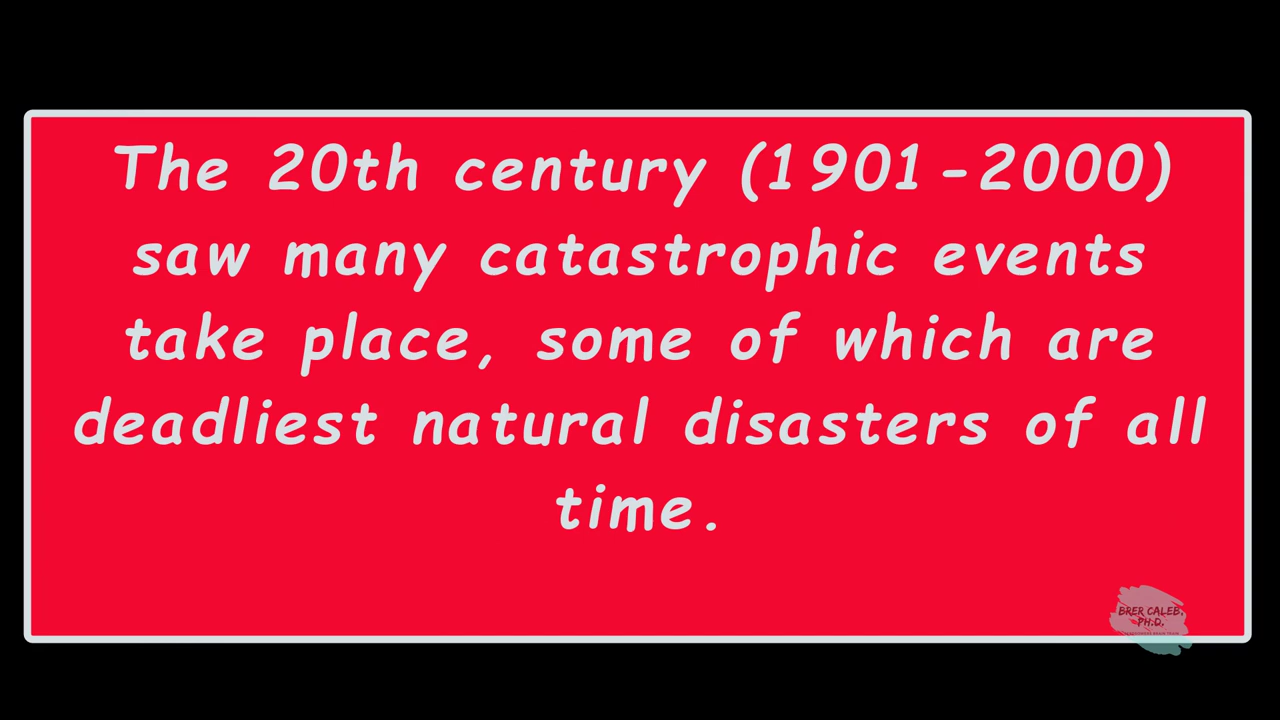 The 20th century (1901-2000)
saw many catastrophic events
take place, some of which are
deadliest natural disasters of all
time.
BRER CALEB,
PH.D.